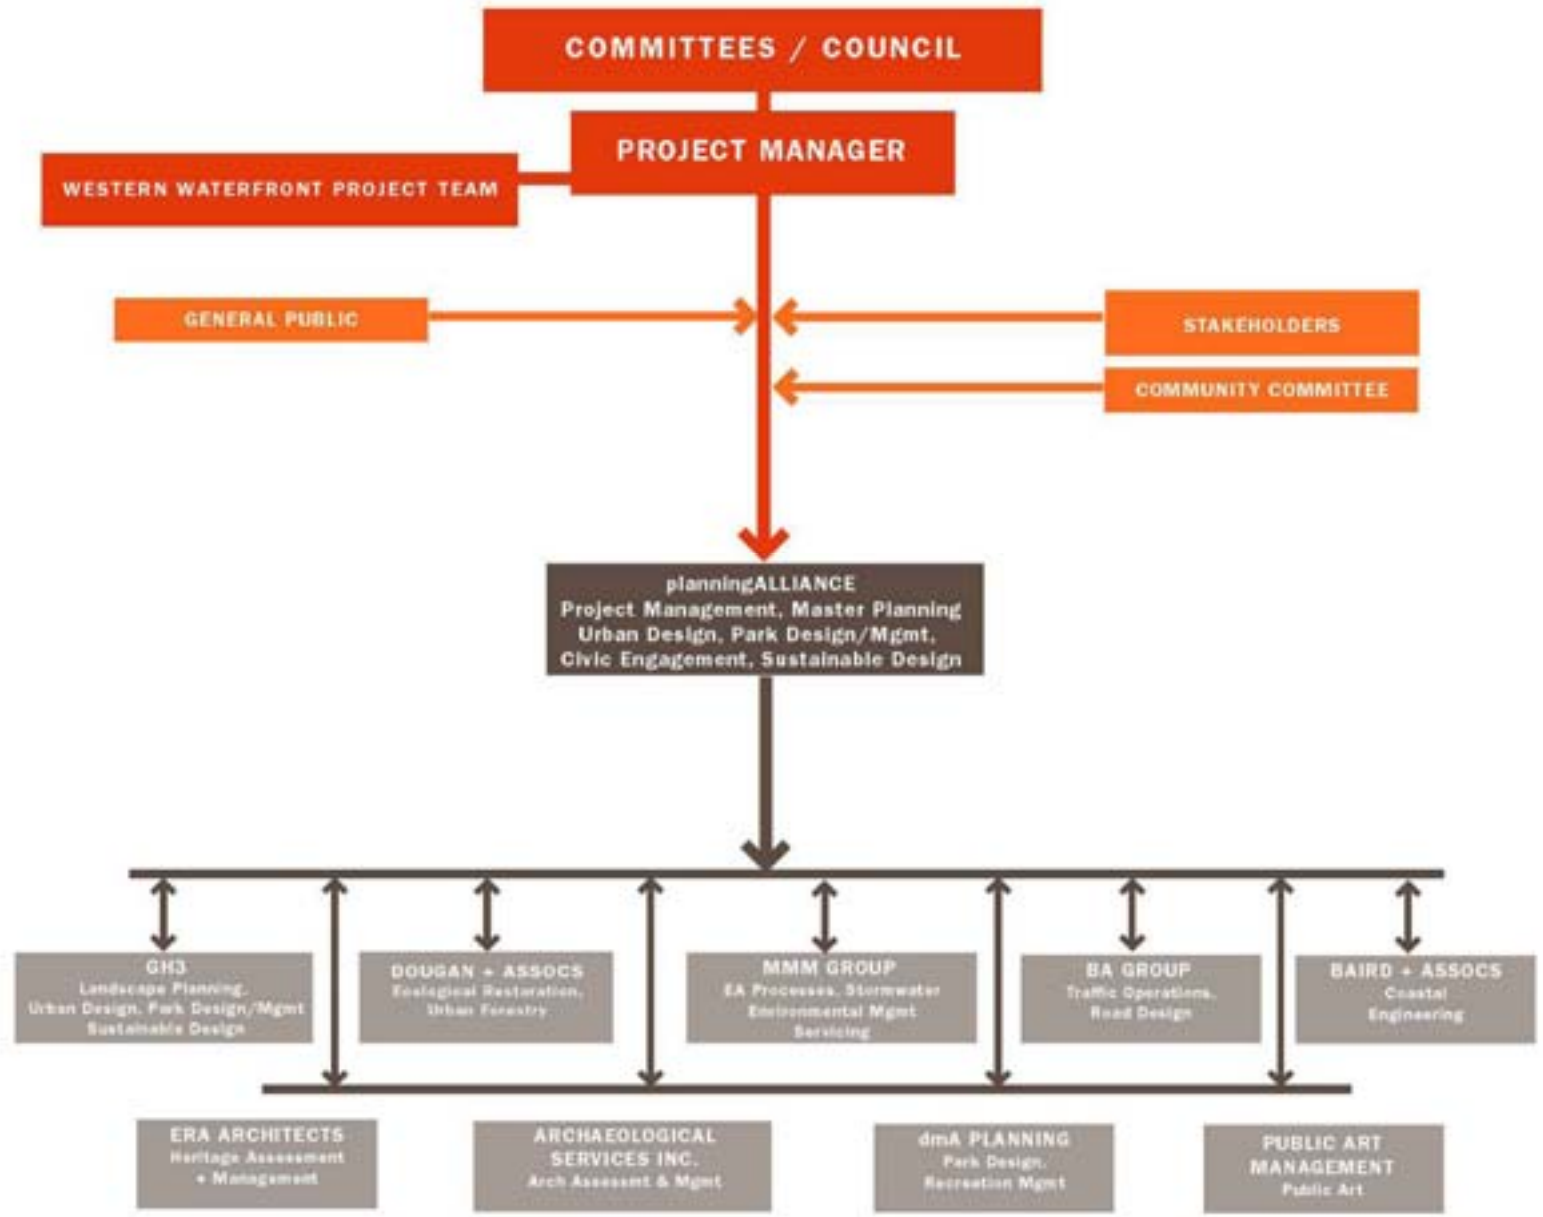 COMMITTEES / COUNCIL
PROJECT MANAGER
WESTERN WATERFRONT PROJECT TEAM
GENERAL PUBLIC
STAKEHOLDERS
COMMUNITY COMMITTEE
planningALLIANCE
Project Management, Master Planning
Urban Design, Park Design/Mgmt,
Civic Engagement, Sustainable Design
GH3
Landscape Planning,
Urban Design, Park Design/Mgmt
Sustainable Design
DOUGAN + ASSOCS
Ecological Restoration,
Urban Forestry
MMM GROUP
EA Processes, Stormwater
Environmental Mgmt
Servicing
BA GROUP
Traffic Operations,
Road Design
BAIRD + ASSOCS
Coastal
Engineering
ERA ARCHITECTS
Heritage Assessment
+ Management
ARCHAEOLOGICAL
SERVICES INC.
Arch Assessmt & Mgmt
dmA PLANNING
Park Design,
Recreation Mgmt
PUBLIC ART
MANAGEMENT
Public Art